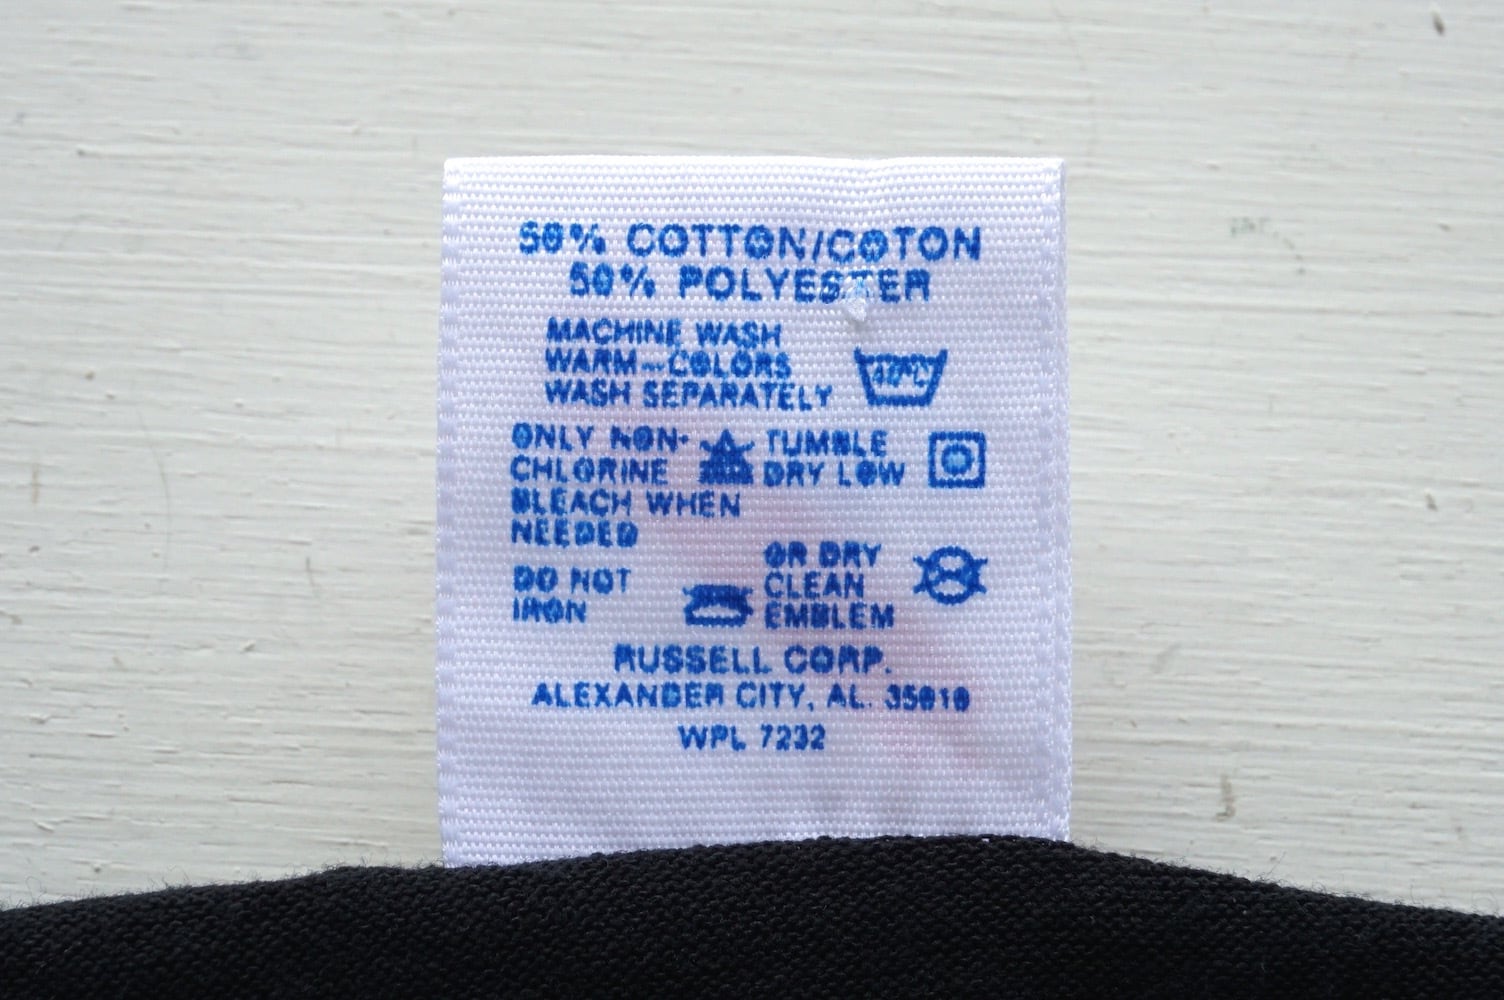 50% COTTON/COTON
50% POLYESTER
MACHINE WASH
WARM-COLORS
WASH SEPARATELY
40°C
ONLY NON-
CHLORINE
BLEACH WHEN
NEEDED
TUMBLE
DRY LOW
DO NOT
IRON
OR DRY
CLEAN
EMBLEM
RUSSELL CORP.
ALEXANDER CITY, AL. 35010
WPL 7232